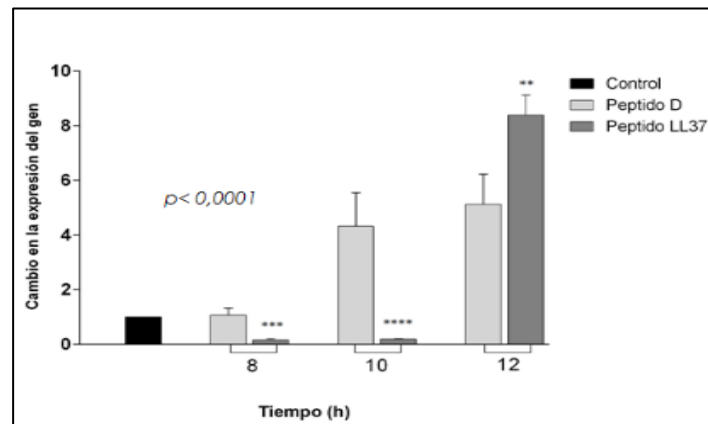 Cambio en la expresión del gen
10
8
6
4
2
0
p< 0,0001
***
****
**
8
10
12
Tiempo (h)
Control
Peptido D
Peptido LL37